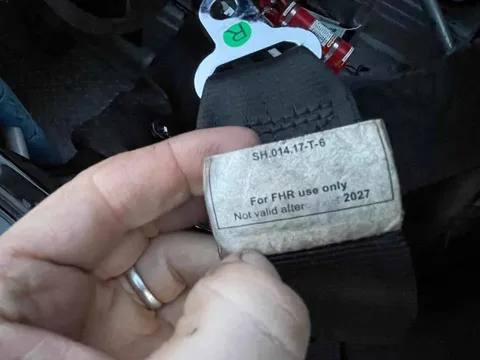 R
SH.014.17-T-6
For FHR use only
Not valid after : 2027